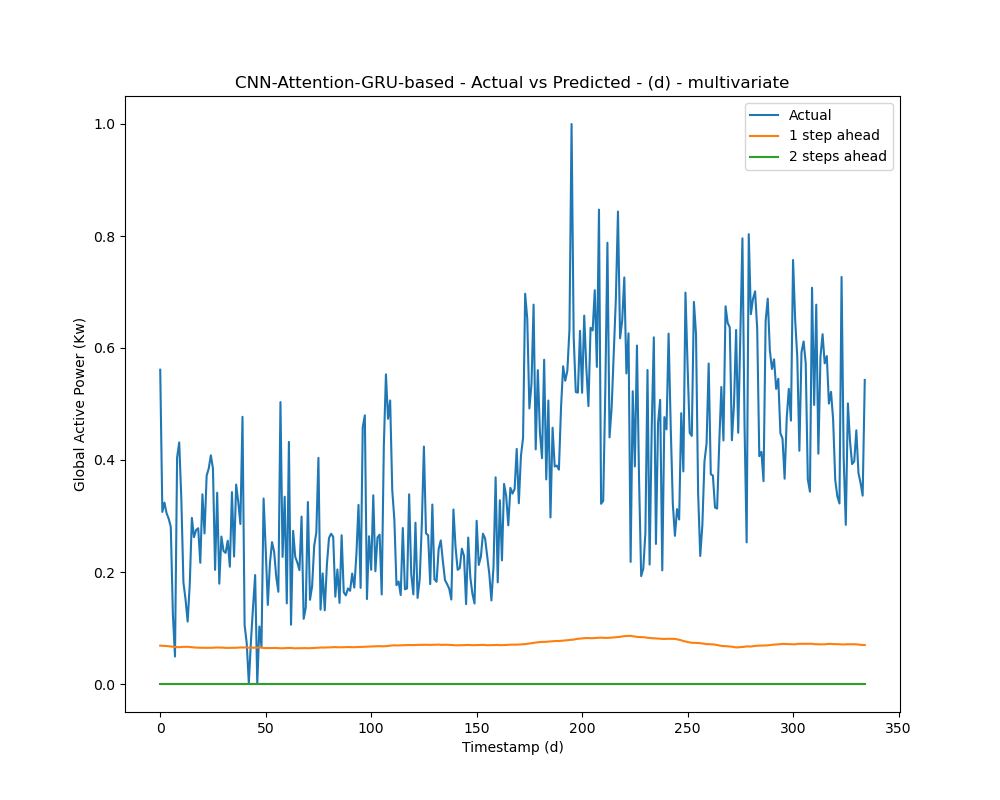 CNN-Attention-GRU-based - Actual vs Predicted - (d) - multivariate
Actual
1 step ahead
2 steps ahead
1.0
0.8
0.6
0.4
0.2
0.0
Global Active Power (Kw)
0 50 100 150 200 250 300 350
Timestamp (d)